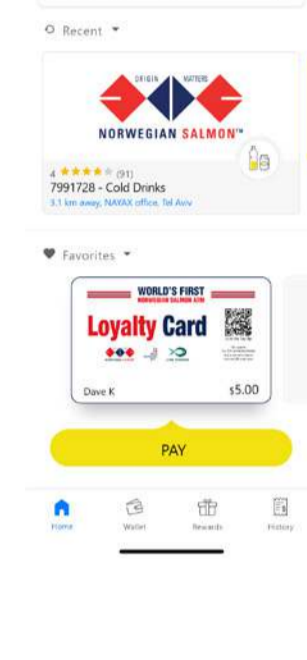 Recent
ORIGIN MATTERS
NORWEGIAN SALMON™
4 (91)
7991728 - Cold Drinks
3.1 km away, NAYAX office, Tel Aviv
Favorites
WORLD'S FIRST
NORWEGIAN SALMON ATM
Loyalty Card
Dave K $5.00
PAY
Home Wallet Rewards History